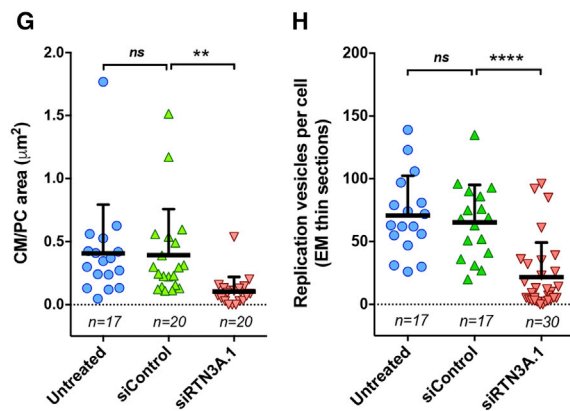 G
2.0
1.5
1.0
0.5
0.0
CM/PC area (μm²)
ns
**
n=17
n=20
n=20
Untreated
siControl
siRTN3A.1
H
200
150
100
50
0
Replication vesicles per cell
(EM thin sections)
ns
****
n=17
n=17
n=30
Untreated
siControl
siRTN3A.1